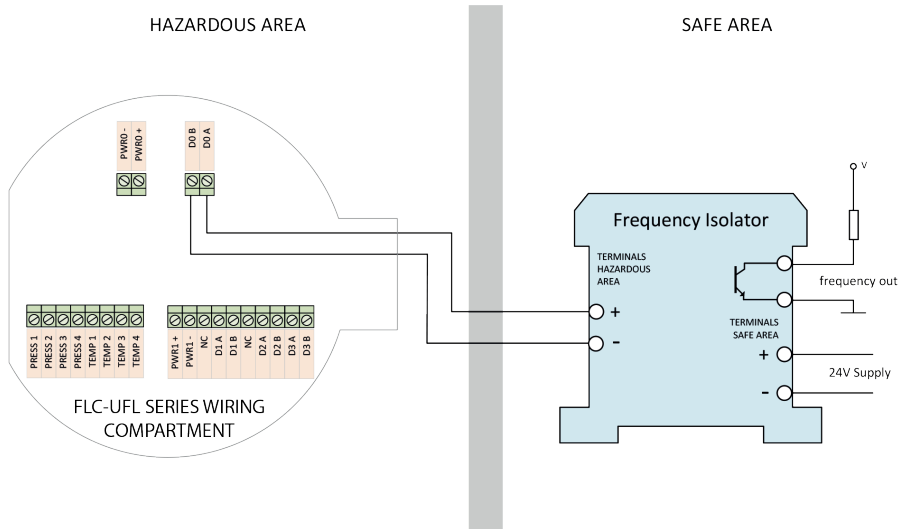 HAZARDOUS AREA
SAFE AREA
PWR0 -
PWR0 +
D0 B
D0 A
V
Frequency Isolator
TERMINALS
HAZARDOUS
AREA
frequency out
+
-
TERMINALS
SAFE AREA
+
-
24V Supply
PRESS 1
PRESS 2
PRESS 3
PRESS 4
TEMP 1
TEMP 2
TEMP 3
TEMP 4
PWR1 +
PWR1 -
NC
D1 A
D1 B
NC
D2 A
D2 B
D3 A
D3 B
FLC-UFL SERIES WIRING
COMPARTMENT